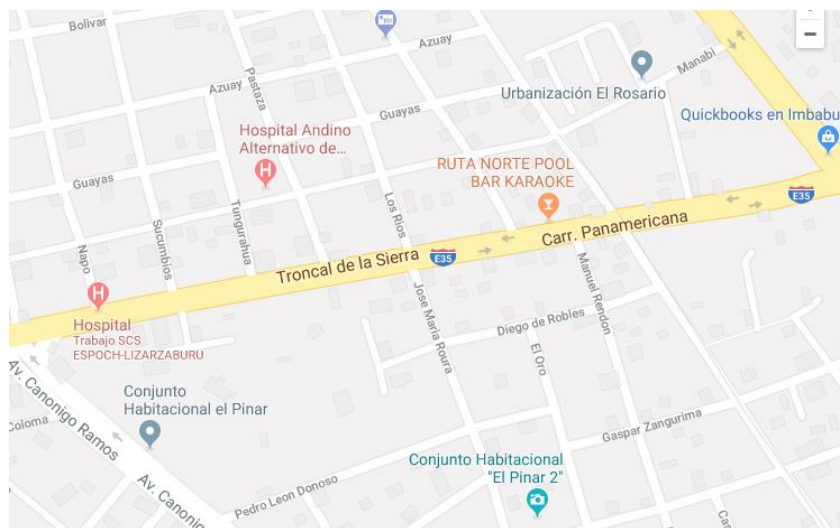 Bolivar
Azuay
Azuay
Pastaza
Guayas
Manabi
Urbanización El Rosario
Quickbooks en Imbabu
Hospital Andino
Alternativo de...
RUTA NORTE POOL
BAR KARAOKE
Guayas
Los Rios
Sucumbios
Tungurahua
Napo
E35
Carr. Panamericana
Troncal de la Sierra
E35
Manuel Rendon
Jose Maria Roura
Hospital
Trabajo SCS
ESPOCH-LIZARZABURU
Diego de Robles
El Oro
Av. Canonigo Ramos
Conjunto
Habitacional el Pinar
Coloma
Gaspar Zangurima
Conjunto Habitacional
"El Pinar 2"
Pedro Leon Donoso
Av. Canonigo